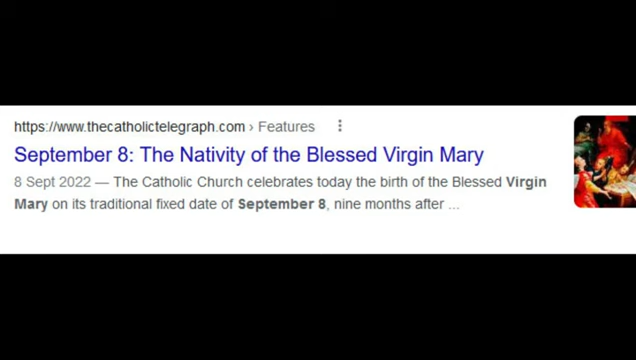 https://www.thecatholictelegraph.com › Features
September 8: The Nativity of the Blessed Virgin Mary
8 Sept 2022 — The Catholic Church celebrates today the birth of the Blessed Virgin
Mary on its traditional fixed date of September 8, nine months after ...